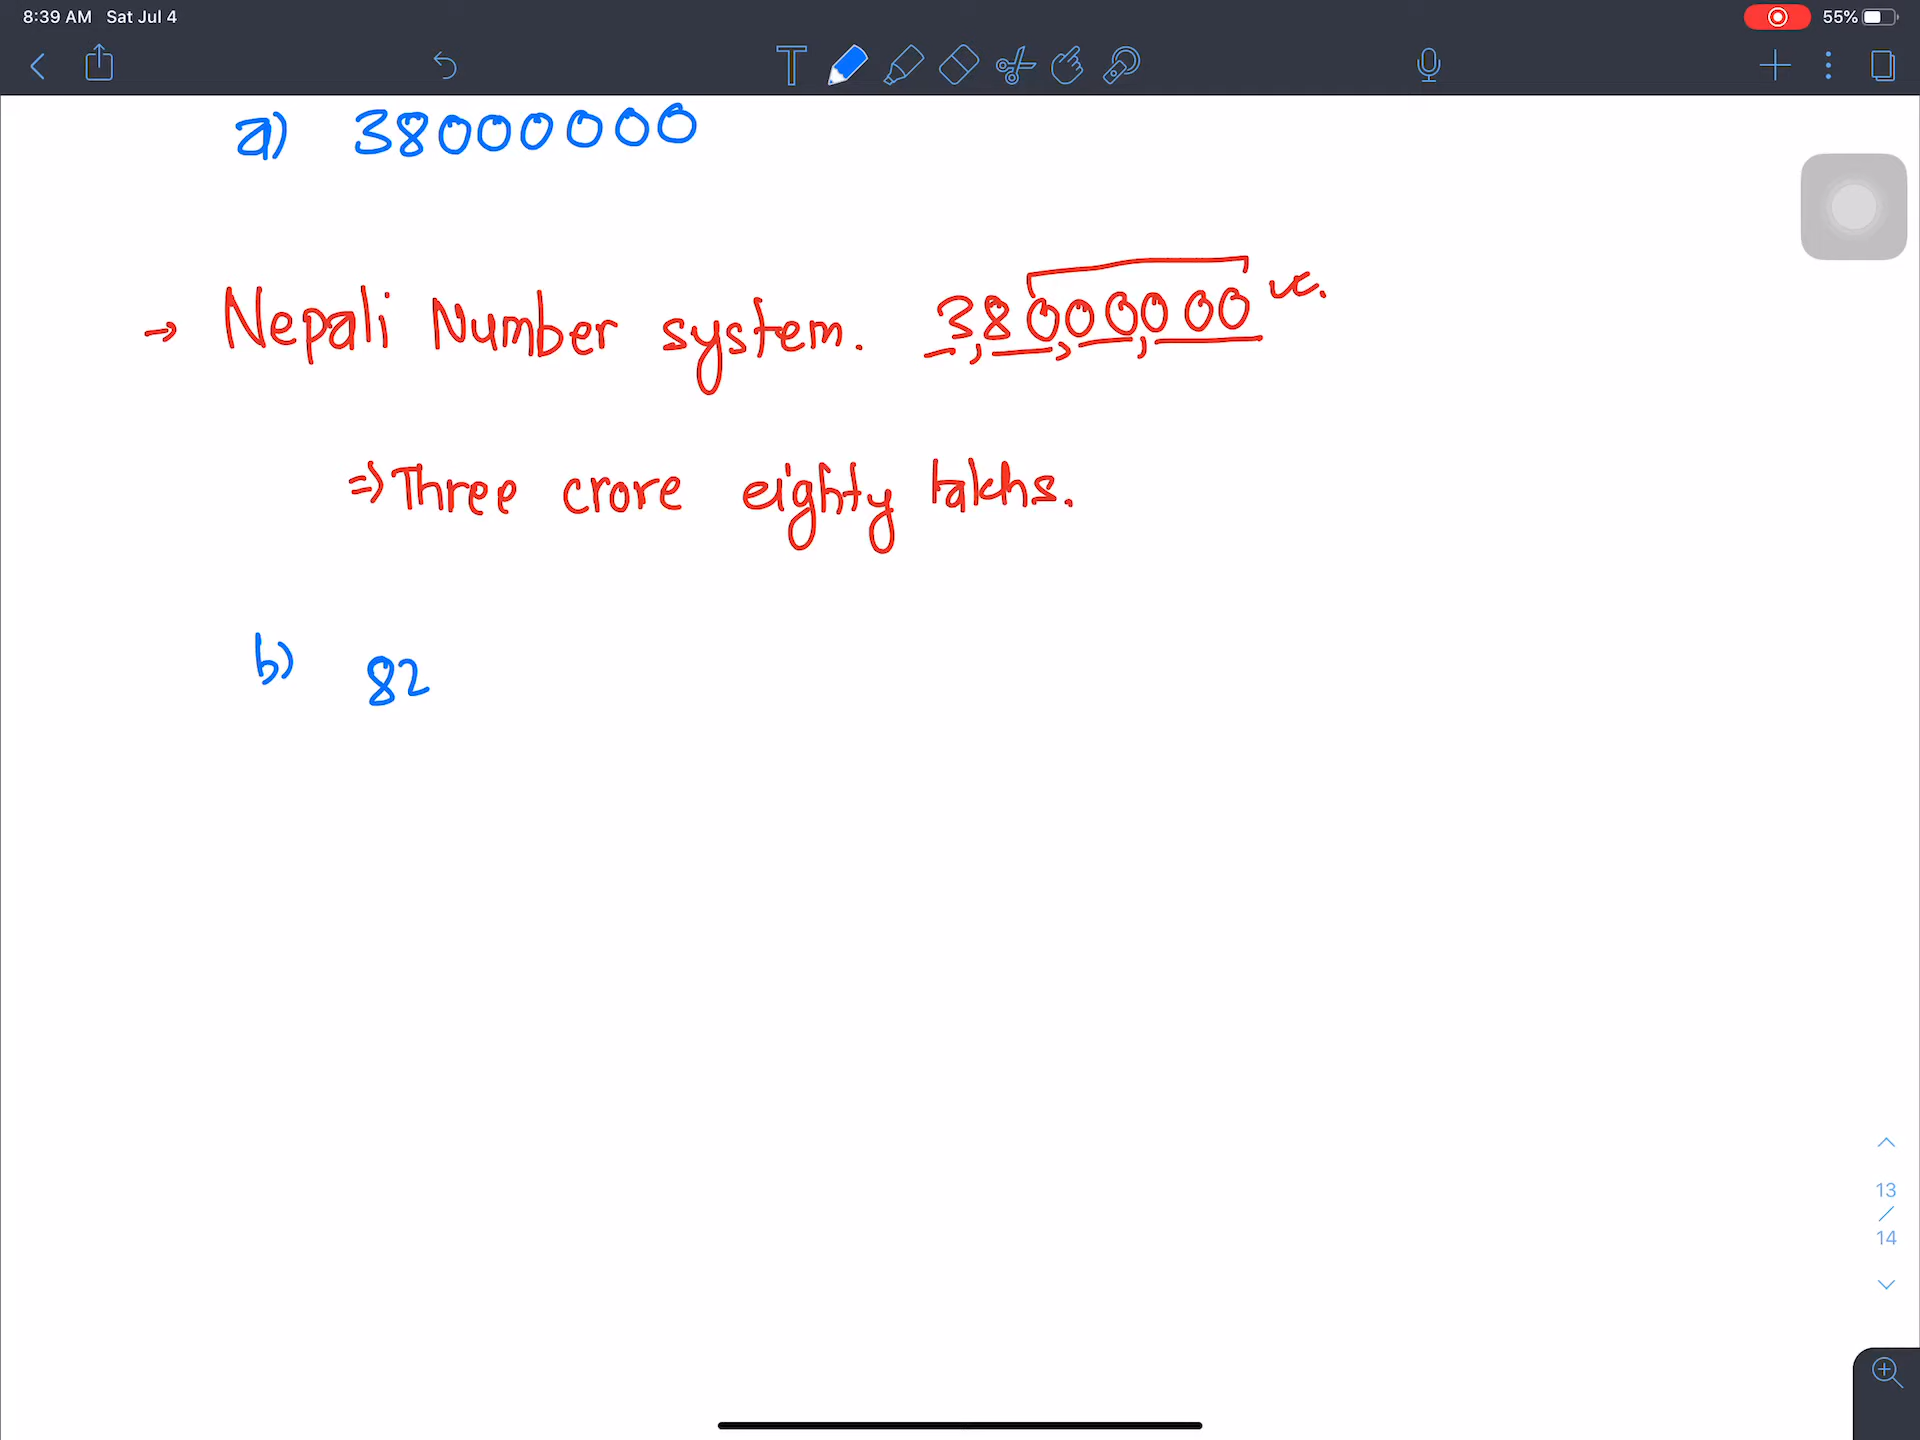 8:39 AM Sat Jul 4
55%
a) 38000000
→ Nepali Number system. 3,80,00,000
⇒ Three crore eighty lakhs.
b) 82
13
/
14